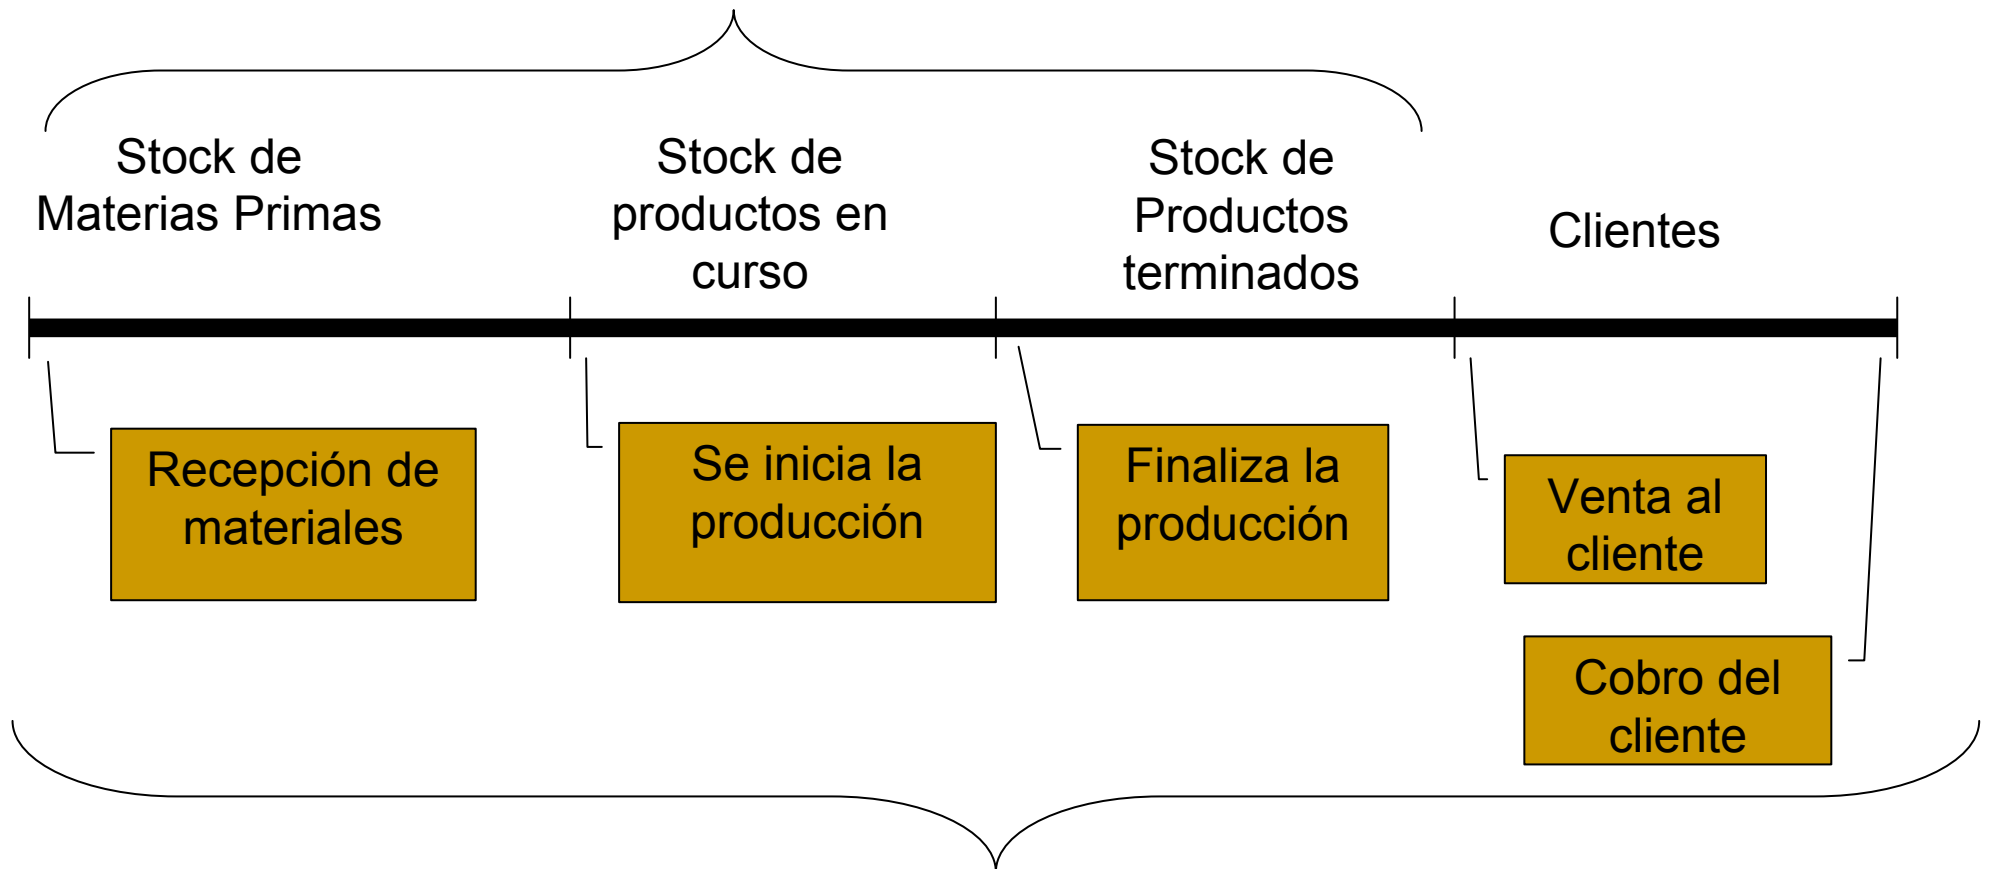 Stock de
Materias Primas
Stock de
productos en
curso
Stock de
Productos
terminados
Clientes
Recepción de
materiales
Se inicia la
producción
Finaliza la
producción
Venta al
cliente
Cobro del
cliente